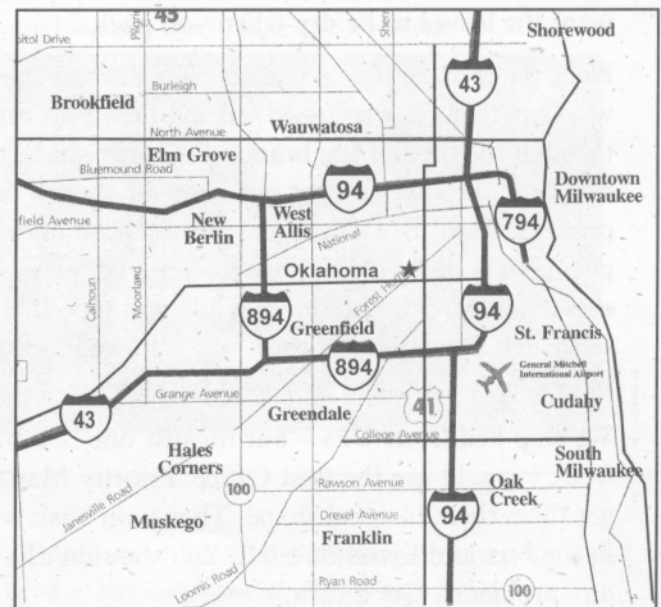 45
Shorewood
itol Drive
Pilgrim
Sherm
43
Burleigh
Brookfield
North Avenue
Wauwatosa
Elm Grove
Bluemound Road
94
Downtown
Milwaukee
794
field Avenue
New
Berlin
West
Allis
National
Oklahoma
Forest Home
Calhoun
Moorland
894
Greenfield
94
St. Francis
894
General Mitchell
International Airport
Grange Avenue
43
Greendale
41
Cudahy
College Avenue
Hales
Corners
South
Milwaukee
Janesville Road
100
Rawson Avenue
Oak
Creek
Drexel Avenue
94
Muskego
Franklin
Loomis Road
Ryan Road
100